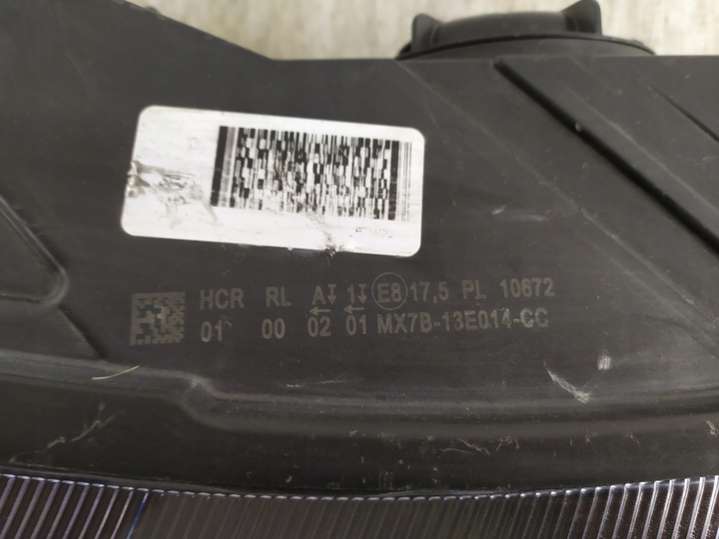 HCR RL A↧ 1↧ E8 17,5 PL 10672
01 00 02 01 MX7B-13E014-CC